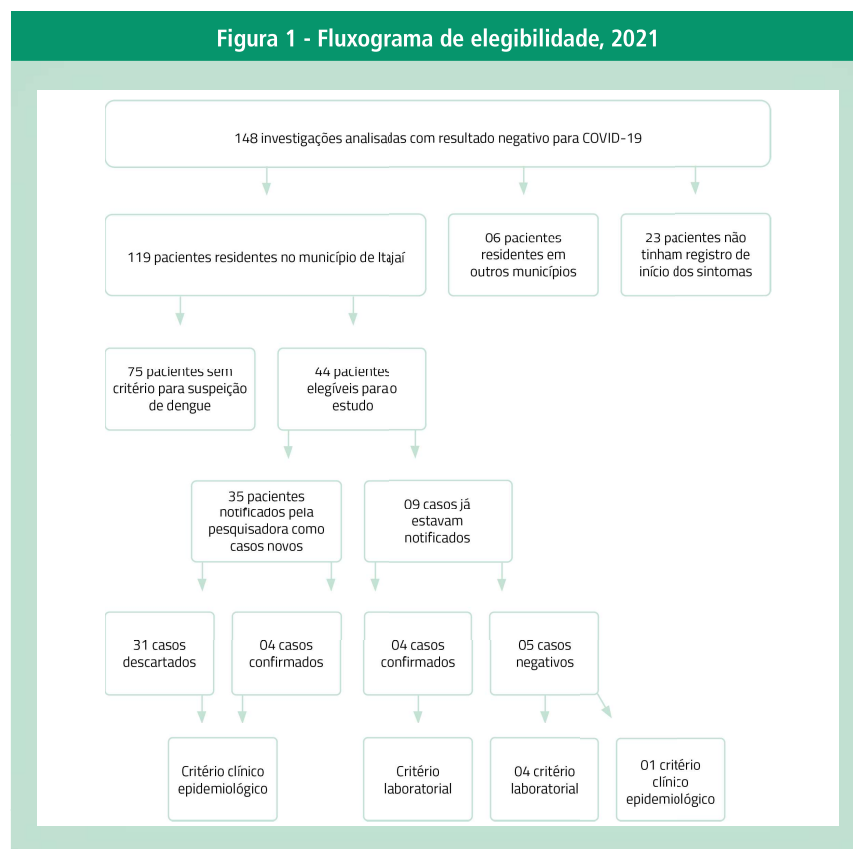 Figura 1 - Fluxograma de elegibilidade, 2021
148 investigações analisadas com resultado negativo para COVID-19
119 pacientes residentes no município de Itajaí
06 pacientes
residentes em
outros municípios
23 pacientes não
tinham registro de
início dos sintomas
75 pacientes sem
critério para suspeição
de dengue
44 pacientes
elegíveis para o
estudo
35 pacientes
notificados pela
pesquisadora como
casos novos
09 casos já
estavam
notificados
31 casos
descartados
04 casos
confirmados
04 casos
confirmados
05 casos
negativos
Critério clínico
epidemiológico
Critério
laboratorial
04 critério
laboratorial
01 critério
clínico
epidemiológico